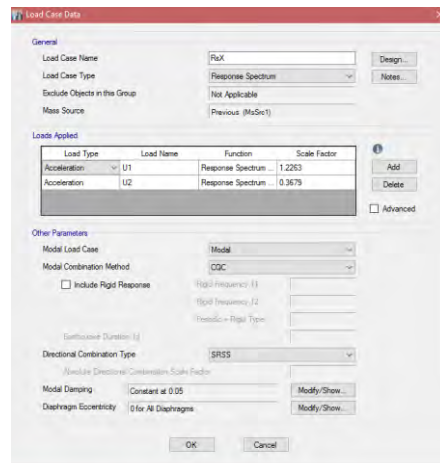 Load Case Data
General
Load Case Name RsX Design...
Load Case Type Response Spectrum Notes...
Exclude Objects in this Group Not Applicable
Mass Source Previous (MsSrc1)
Loads Applied
Load Type Load Name Function Scale Factor
Acceleration U1 Response Spectrum ... 1.2263 Add
Acceleration U2 Response Spectrum ... 0.3679 Delete
Advanced
Other Parameters
Modal Load Case Modal
Modal Combination Method CQC
Include Rigid Response Rigid Frequency, f1
Rigid Frequency, f2
Periodic + Rigid Type
Earthquake Duration, td
Directional Combination Type SRSS
Absolute Directional Combination Scale Factor
Modal Damping Constant at 0.05 Modify/Show...
Diaphragm Eccentricity 0 for All Diaphragms Modify/Show...
OK Cancel